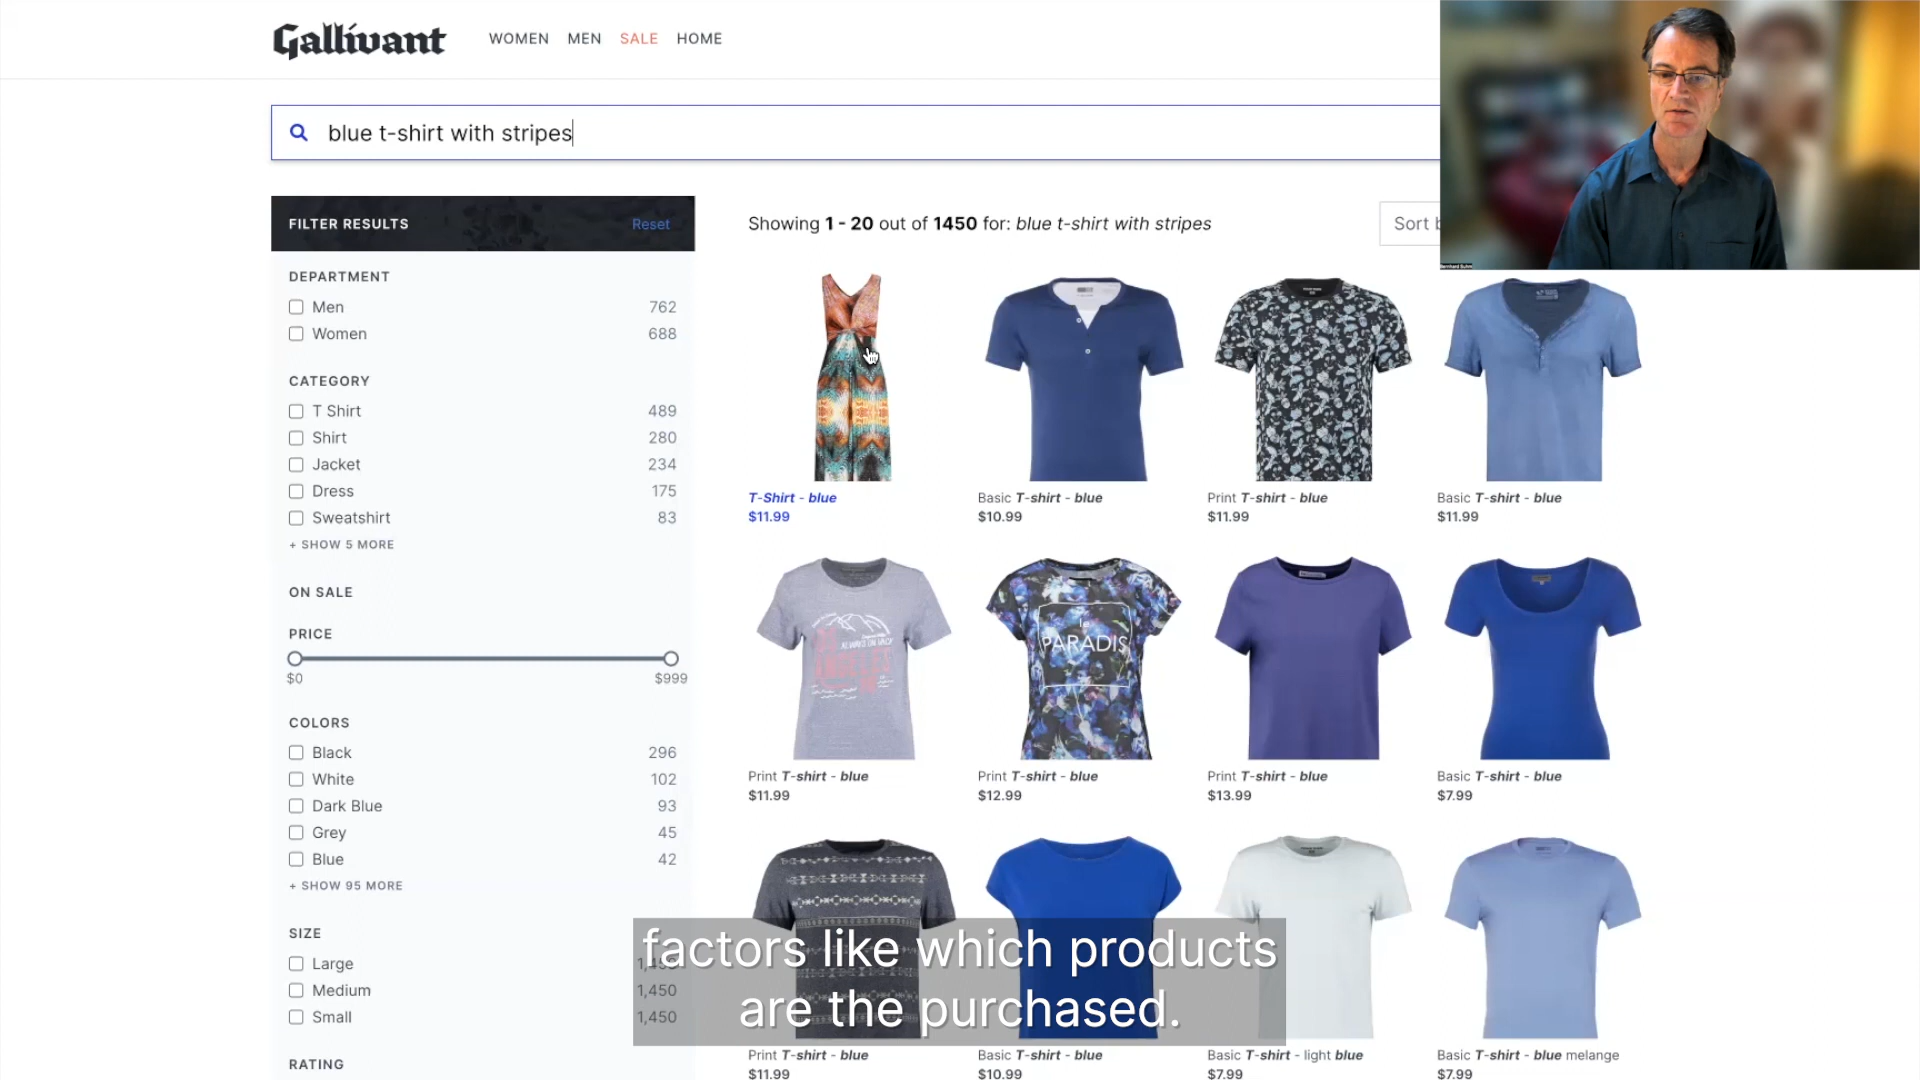 Gallivant
WOMEN MEN SALE HOME
blue t-shirt with stripes
FILTER RESULTS
Reset
Showing 1 - 20 out of 1450 for: blue t-shirt with stripes
Sort
DEPARTMENT
Men 762
Women 688
CATEGORY
T Shirt 489
Shirt 280
Jacket 234
Dress 175
Sweatshirt 83
+ SHOW 5 MORE
ON SALE
PRICE
$0 $999
COLORS
Black 296
White 102
Dark Blue 93
Grey 45
Blue 42
+ SHOW 95 MORE
SIZE
Large
Medium 1,450
Small 1,450
RATING
T-Shirt - blue
$11.99
Basic T-shirt - blue
$10.99
Print T-shirt - blue
$11.99
Basic T-shirt - blue
$11.99
le
PARADIS
Print T-shirt - blue
$11.99
Print T-shirt - blue
$12.99
Print T-shirt - blue
$13.99
Basic T-shirt - blue
$7.99
Print T-shirt - blue
$11.99
Basic T-shirt - blue
$10.99
Basic T-shirt - light blue
$7.99
Basic T-shirt - blue melange
$7.99
factors like which products
are the purchased.